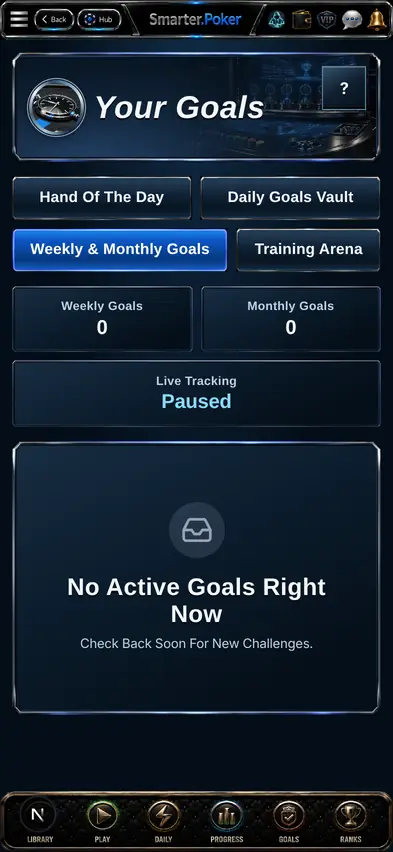 Back
Hub
Smarter.Poker
VIP
Your Goals
?
Hand Of The Day
Daily Goals Vault
Weekly & Monthly Goals
Training Arena
Weekly Goals
0
Monthly Goals
0
Live Tracking
Paused
No Active Goals Right
Now
Check Back Soon For New Challenges.
N
LIBRARY
PLAY
DAILY
PROGRESS
GOALS
RANKS